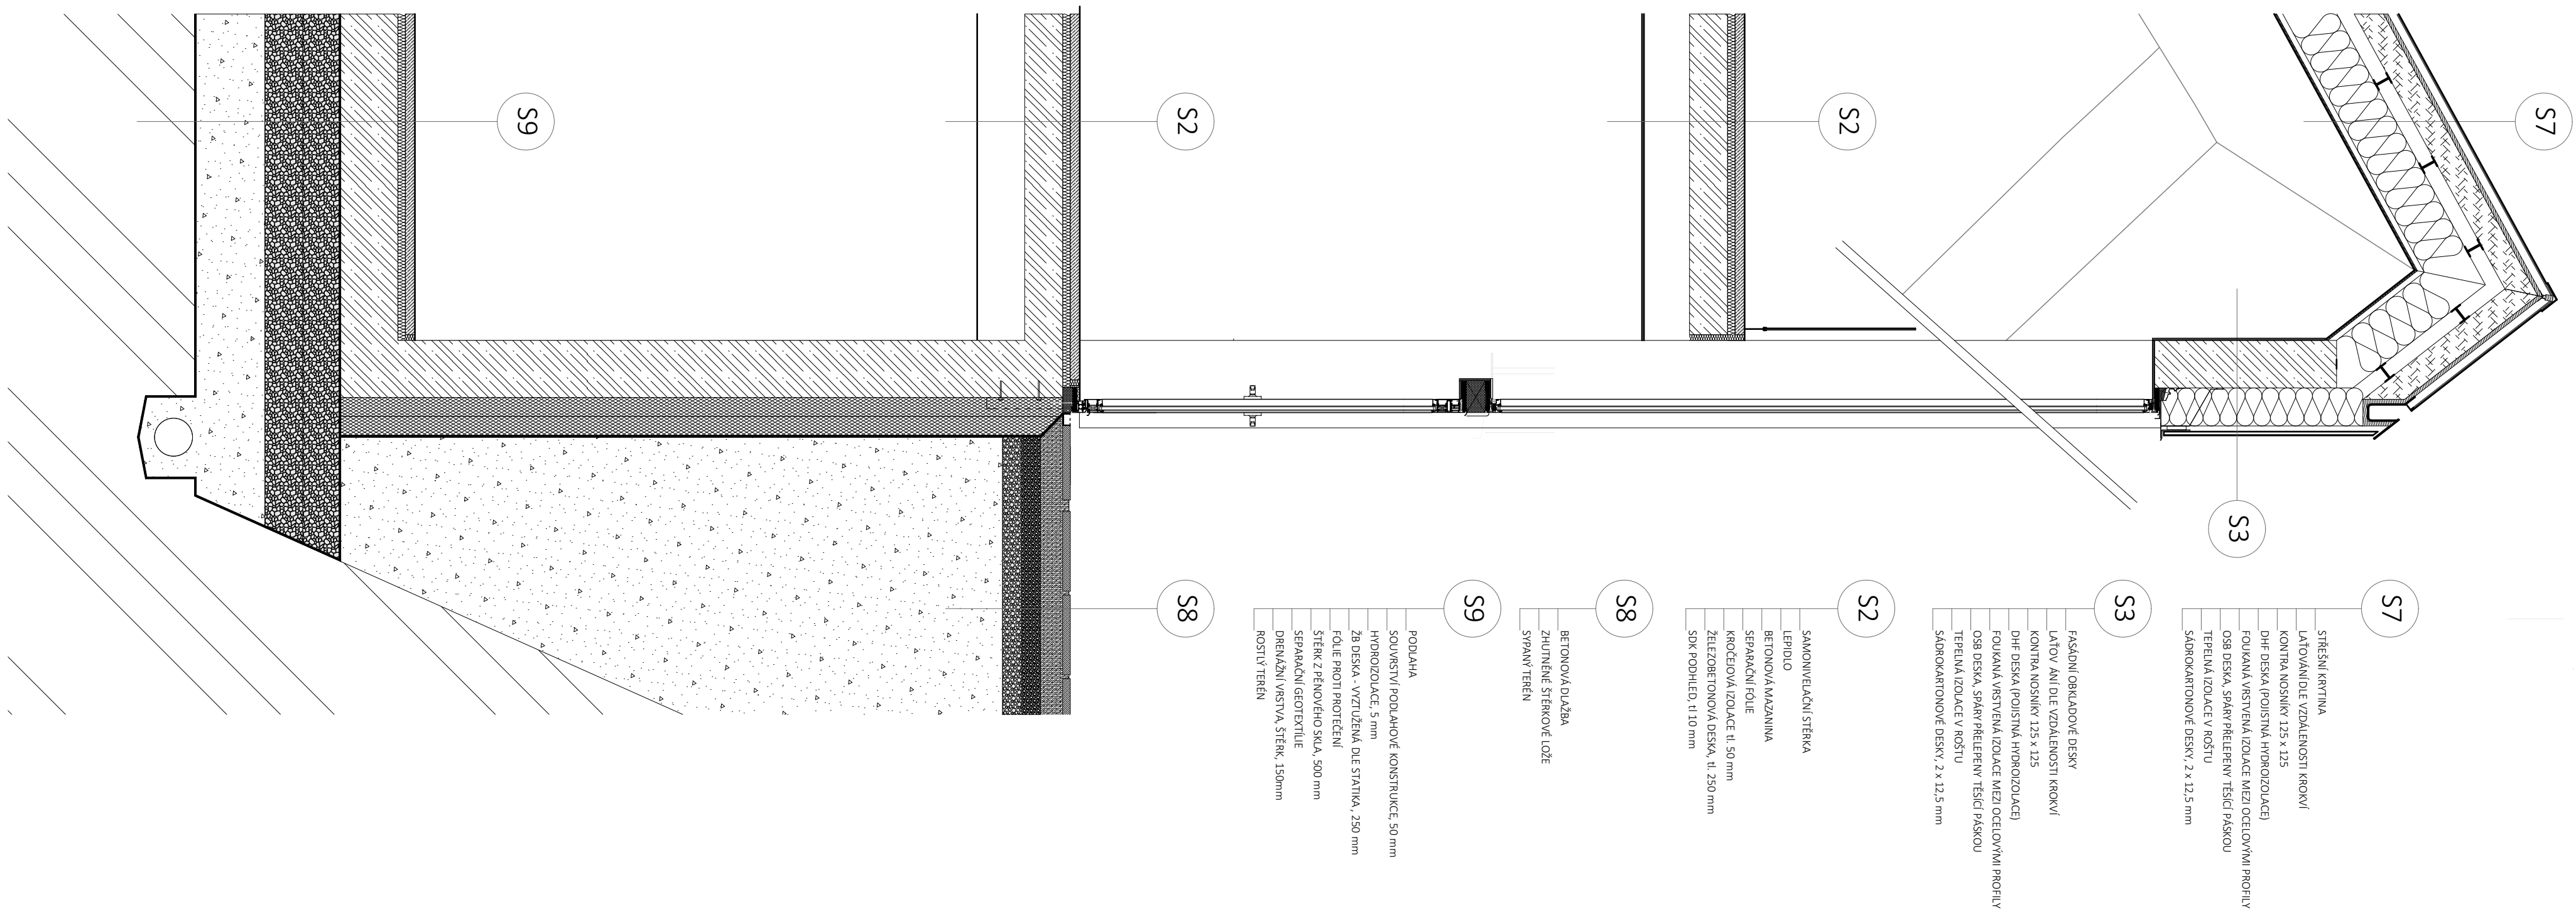 S7
S3
S2
S2
S8
S9
S7
STŘEŠNÍ KRYTINA
LAŤOVÁNÍ DLE VZDÁLENOSTI KROKVÍ
KONTRA NOSNÍKY 125 x 125
DHF DESKA (POJISTNÁ HYDROIZOLACE)
FOUKANÁ VRSTVENÁ IZOLACE MEZI OCELOVÝMI PROFILY
OSB DESKA, SPÁRY PŘELEPENY TĚSÍCÍ PÁSKOU
TEPELNÁ IZOLACE V ROŠTU
SÁDROKARTONOVÉ DESKY, 2 x 12,5 mm
S3
FASÁDNÍ OBKLADOVÉ DESKY
LAŤOV ÁNÍ DLE VZDÁLENOSTI KROKVÍ
KONTRA NOSNÍKY 125 x 125
DHF DESKA (POJISTNÁ HYDROIZOLACE)
FOUKANÁ VRSTVENÁ IZOLACE MEZI OCELOVÝMI PROFILY
OSB DESKA, SPÁRY PŘELEPENY TĚSÍCÍ PÁSKOU
TEPELNÁ IZOLACE V ROŠTU
SÁDROKARTONOVÉ DESKY, 2 x 12,5 mm
S2
SAMONIVELAČNÍ STĚRKA
LEPIDLO
BETONOVÁ MAZANINA
SEPARAČNÍ FÓLIE
KROČEJOVÁ IZOLACE tl. 50 mm
ŽELEZOBETONOVÁ DESKA, tl. 250 mm
SDK PODHLED, tl 10 mm
S8
BETONOVÁ DLAŽBA
ZHUTNĚNÉ ŠTĚRKOVÉ LOŽE
SYPANÝ TERÉN
S9
PODLAHA
SOUVRSTVÍ PODLAHOVÉ KONSTRUKCE, 50 mm
HYDROIZOLACE, 5 mm
ŽB DESKA - VYZTUŽENÁ DLE STATIKA , 250 mm
FÓLIE PROTI PROTEČENÍ
ŠTĚRK Z PĚNOVÉHO SKLA, 500 mm
SEPARAČNÍ GEOTEXTÍLIE
DRENÁŽNÍ VRSTVA, ŠTĚRK, 150mm
ROSTLÝ TERÉN